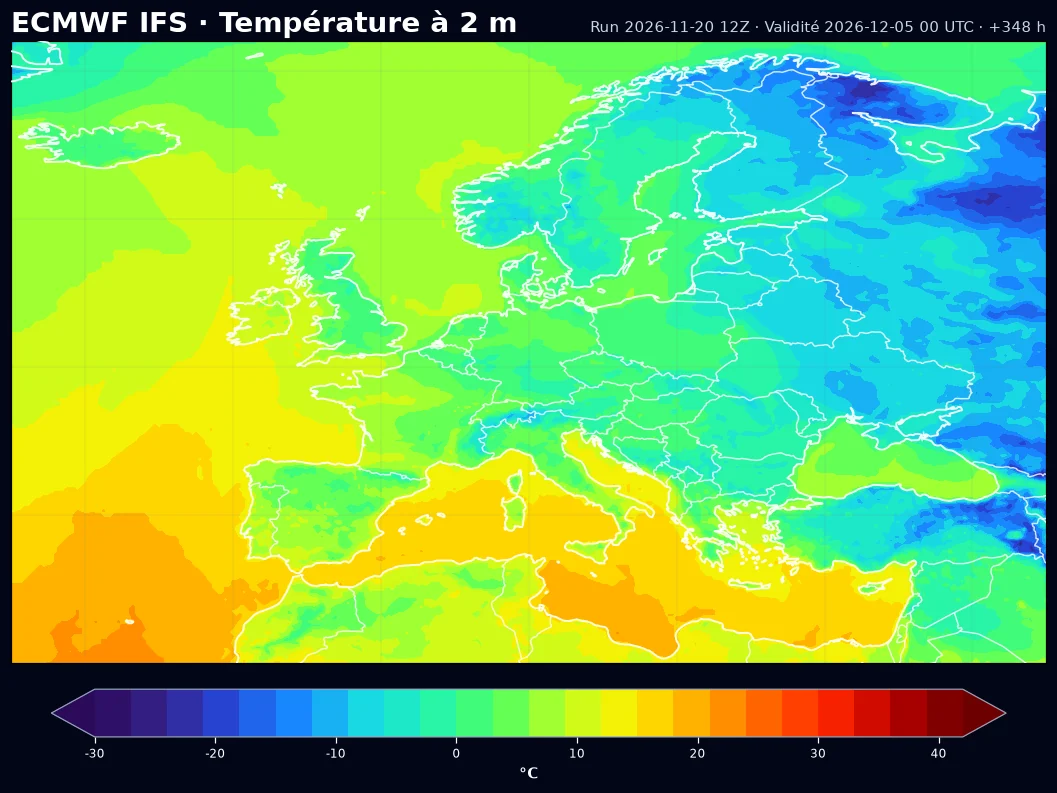 ECMWF IFS · Température à 2 m
Run 2026-11-20 12Z · Validité 2026-12-05 00 UTC · +348 h
-30 -20 -10 0 10 20 30 40
°C